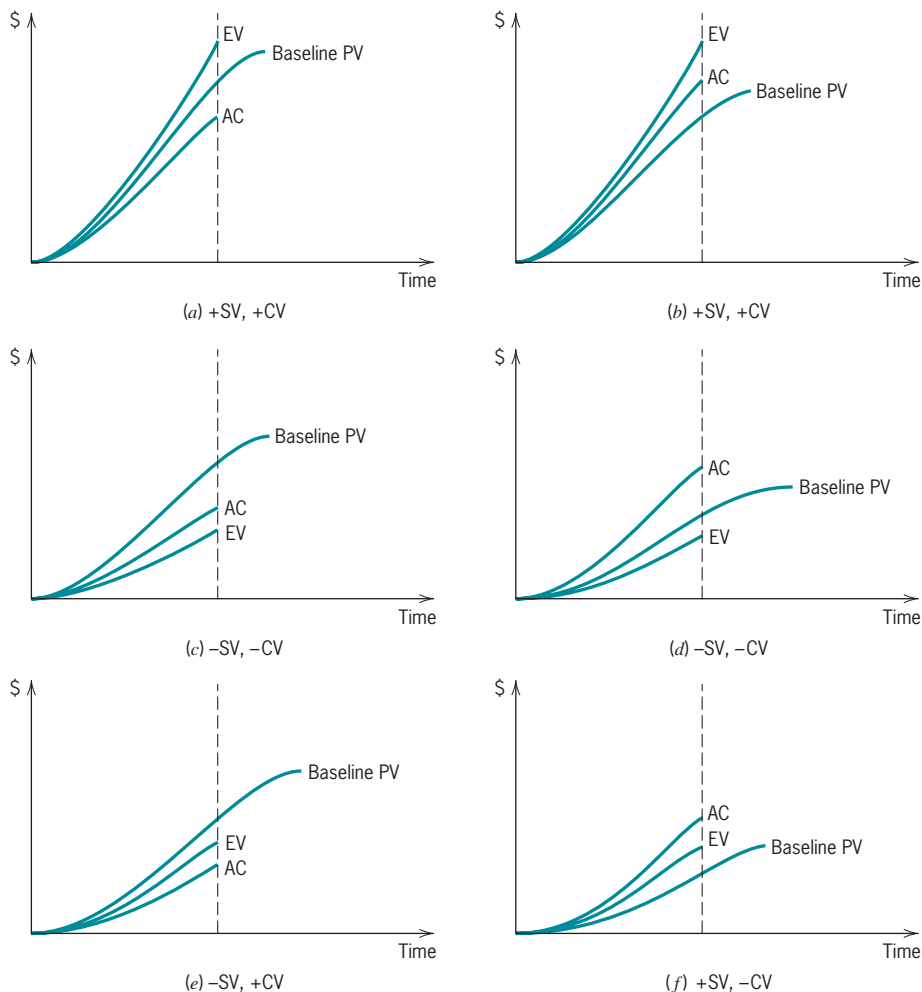 $
EV
Baseline PV
AC
Time
(a) +SV, +CV
$
EV
AC
Baseline PV
Time
(b) +SV, +CV
$
Baseline PV
AC
EV
Time
(c) –SV, –CV
$
AC
Baseline PV
EV
Time
(d) –SV, –CV
$
Baseline PV
EV
AC
Time
(e) –SV, +CV
$
AC
EV
Baseline PV
Time
(f) +SV, –CV